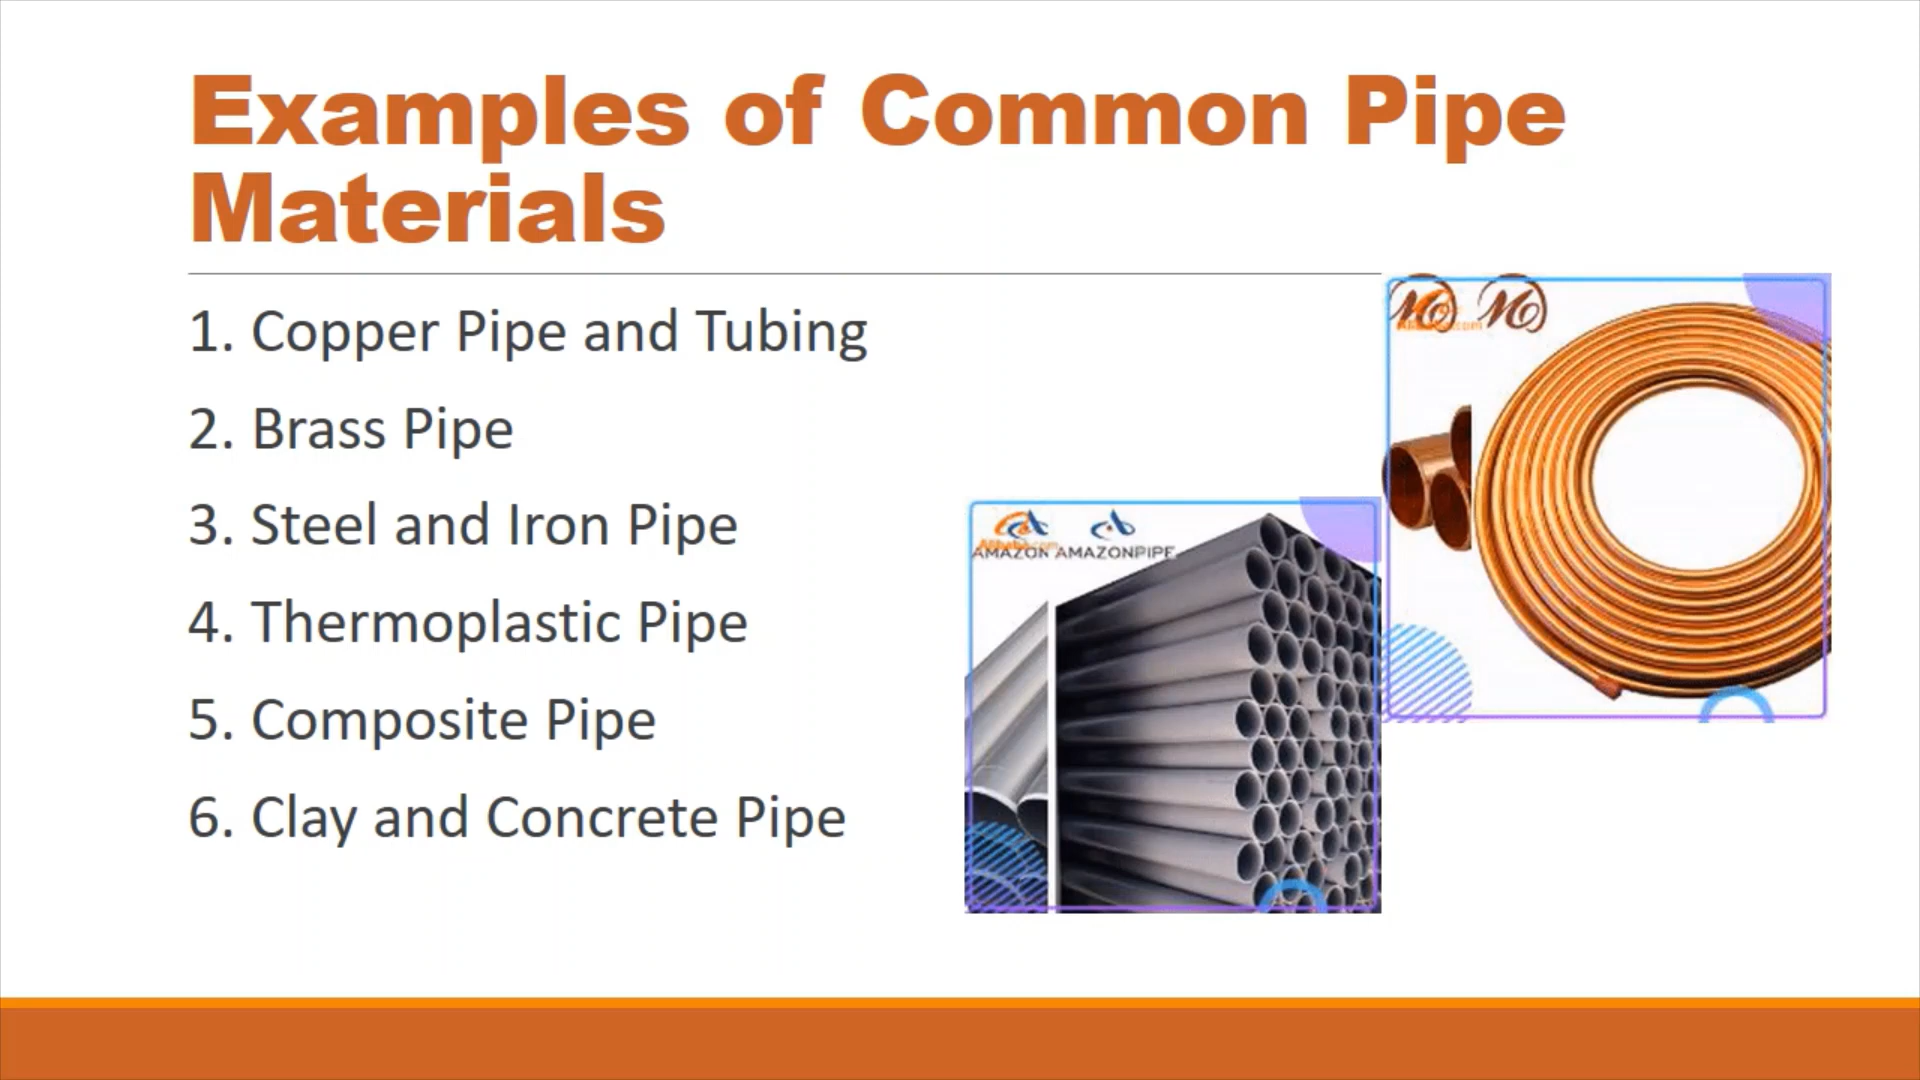 Examples of Common Pipe
Materials
1. Copper Pipe and Tubing
2. Brass Pipe
3. Steel and Iron Pipe
4. Thermoplastic Pipe
5. Composite Pipe
6. Clay and Concrete Pipe
AMAZON AMAZONPIPE